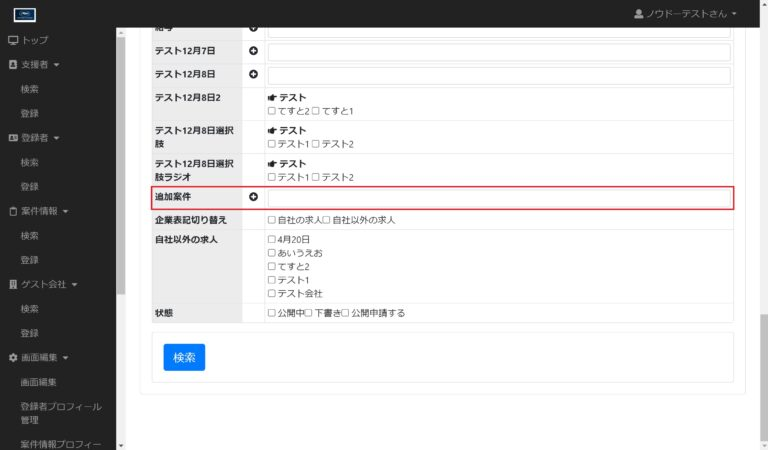 ノウドーテストさん
トップ
支援者
検索
登録
登録者
検索
登録
案件情報
検索
登録
ゲスト会社
検索
登録
画面編集
画面編集
登録者プロフィール
管理
案件情報プロフィー
給与
テスト12月7日
テスト12月8日
テスト12月8日2
テスト
てすと2 てすと1
テスト12月8日選択
肢
テスト
テスト1 テスト2
テスト12月8日選択
肢ラジオ
テスト
テスト1 テスト2
追加案件
企業表記切り替え
自社の求人 自社以外の求人
自社以外の求人
4月20日
あいうえお
てすと2
テスト1
テスト会社
状態
公開中 下書き 公開申請する
検索